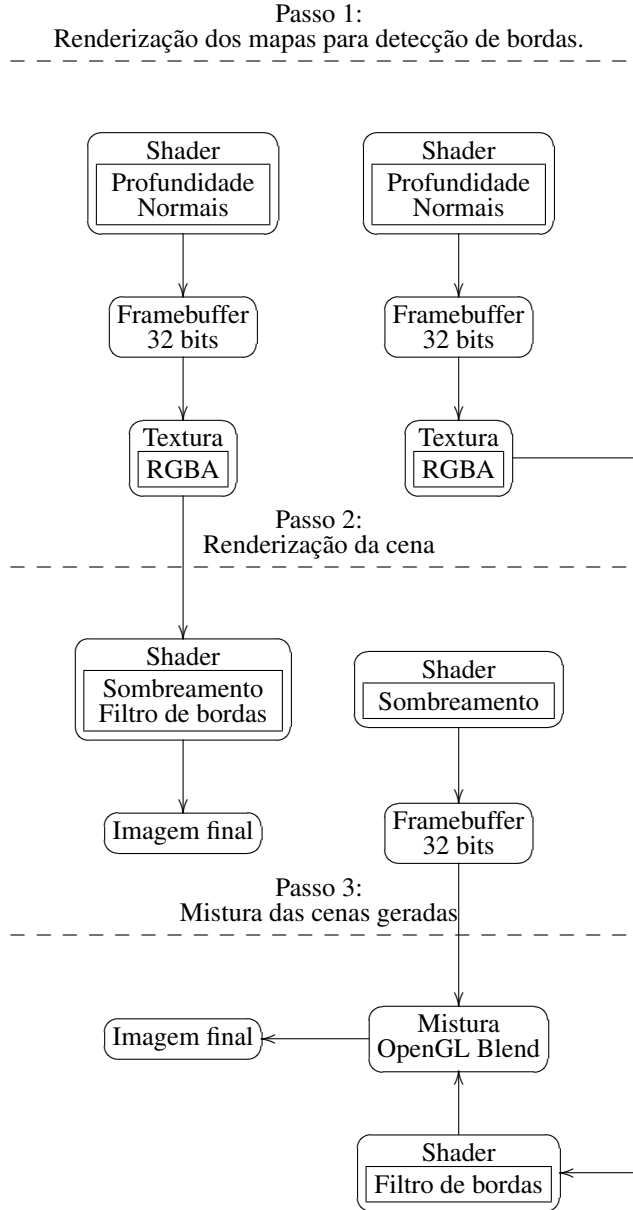 Passo 1:
Renderização dos mapas para detecção de bordas.
Shader
Profundidade
Normais
Shader
Profundidade
Normais
Framebuffer
32 bits
Framebuffer
32 bits
Textura
RGBA
Textura
RGBA
Passo 2:
Renderização da cena
Shader
Sombreamento
Filtro de bordas
Shader
Sombreamento
Imagem final
Framebuffer
32 bits
Passo 3:
Mistura das cenas geradas
Imagem final
Mistura
OpenGL Blend
Shader
Filtro de bordas